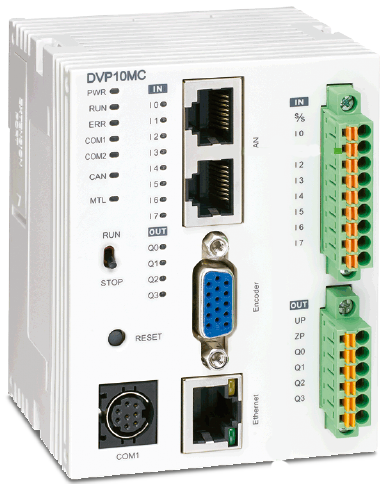 DVP10MC
PWR
RUN
ERR
COM1
COM2
CAN
MTL
IN
I0
I1
I2
I3
I4
I5
I6
I7
OUT
Q0
Q1
Q2
Q3
RUN
STOP
RESET
COM1
AN
Encoder
Ethernet
IN
S/S
I0
I2
I3
I4
I5
I6
I7
OUT
UP
ZP
Q0
Q1
Q2
Q3